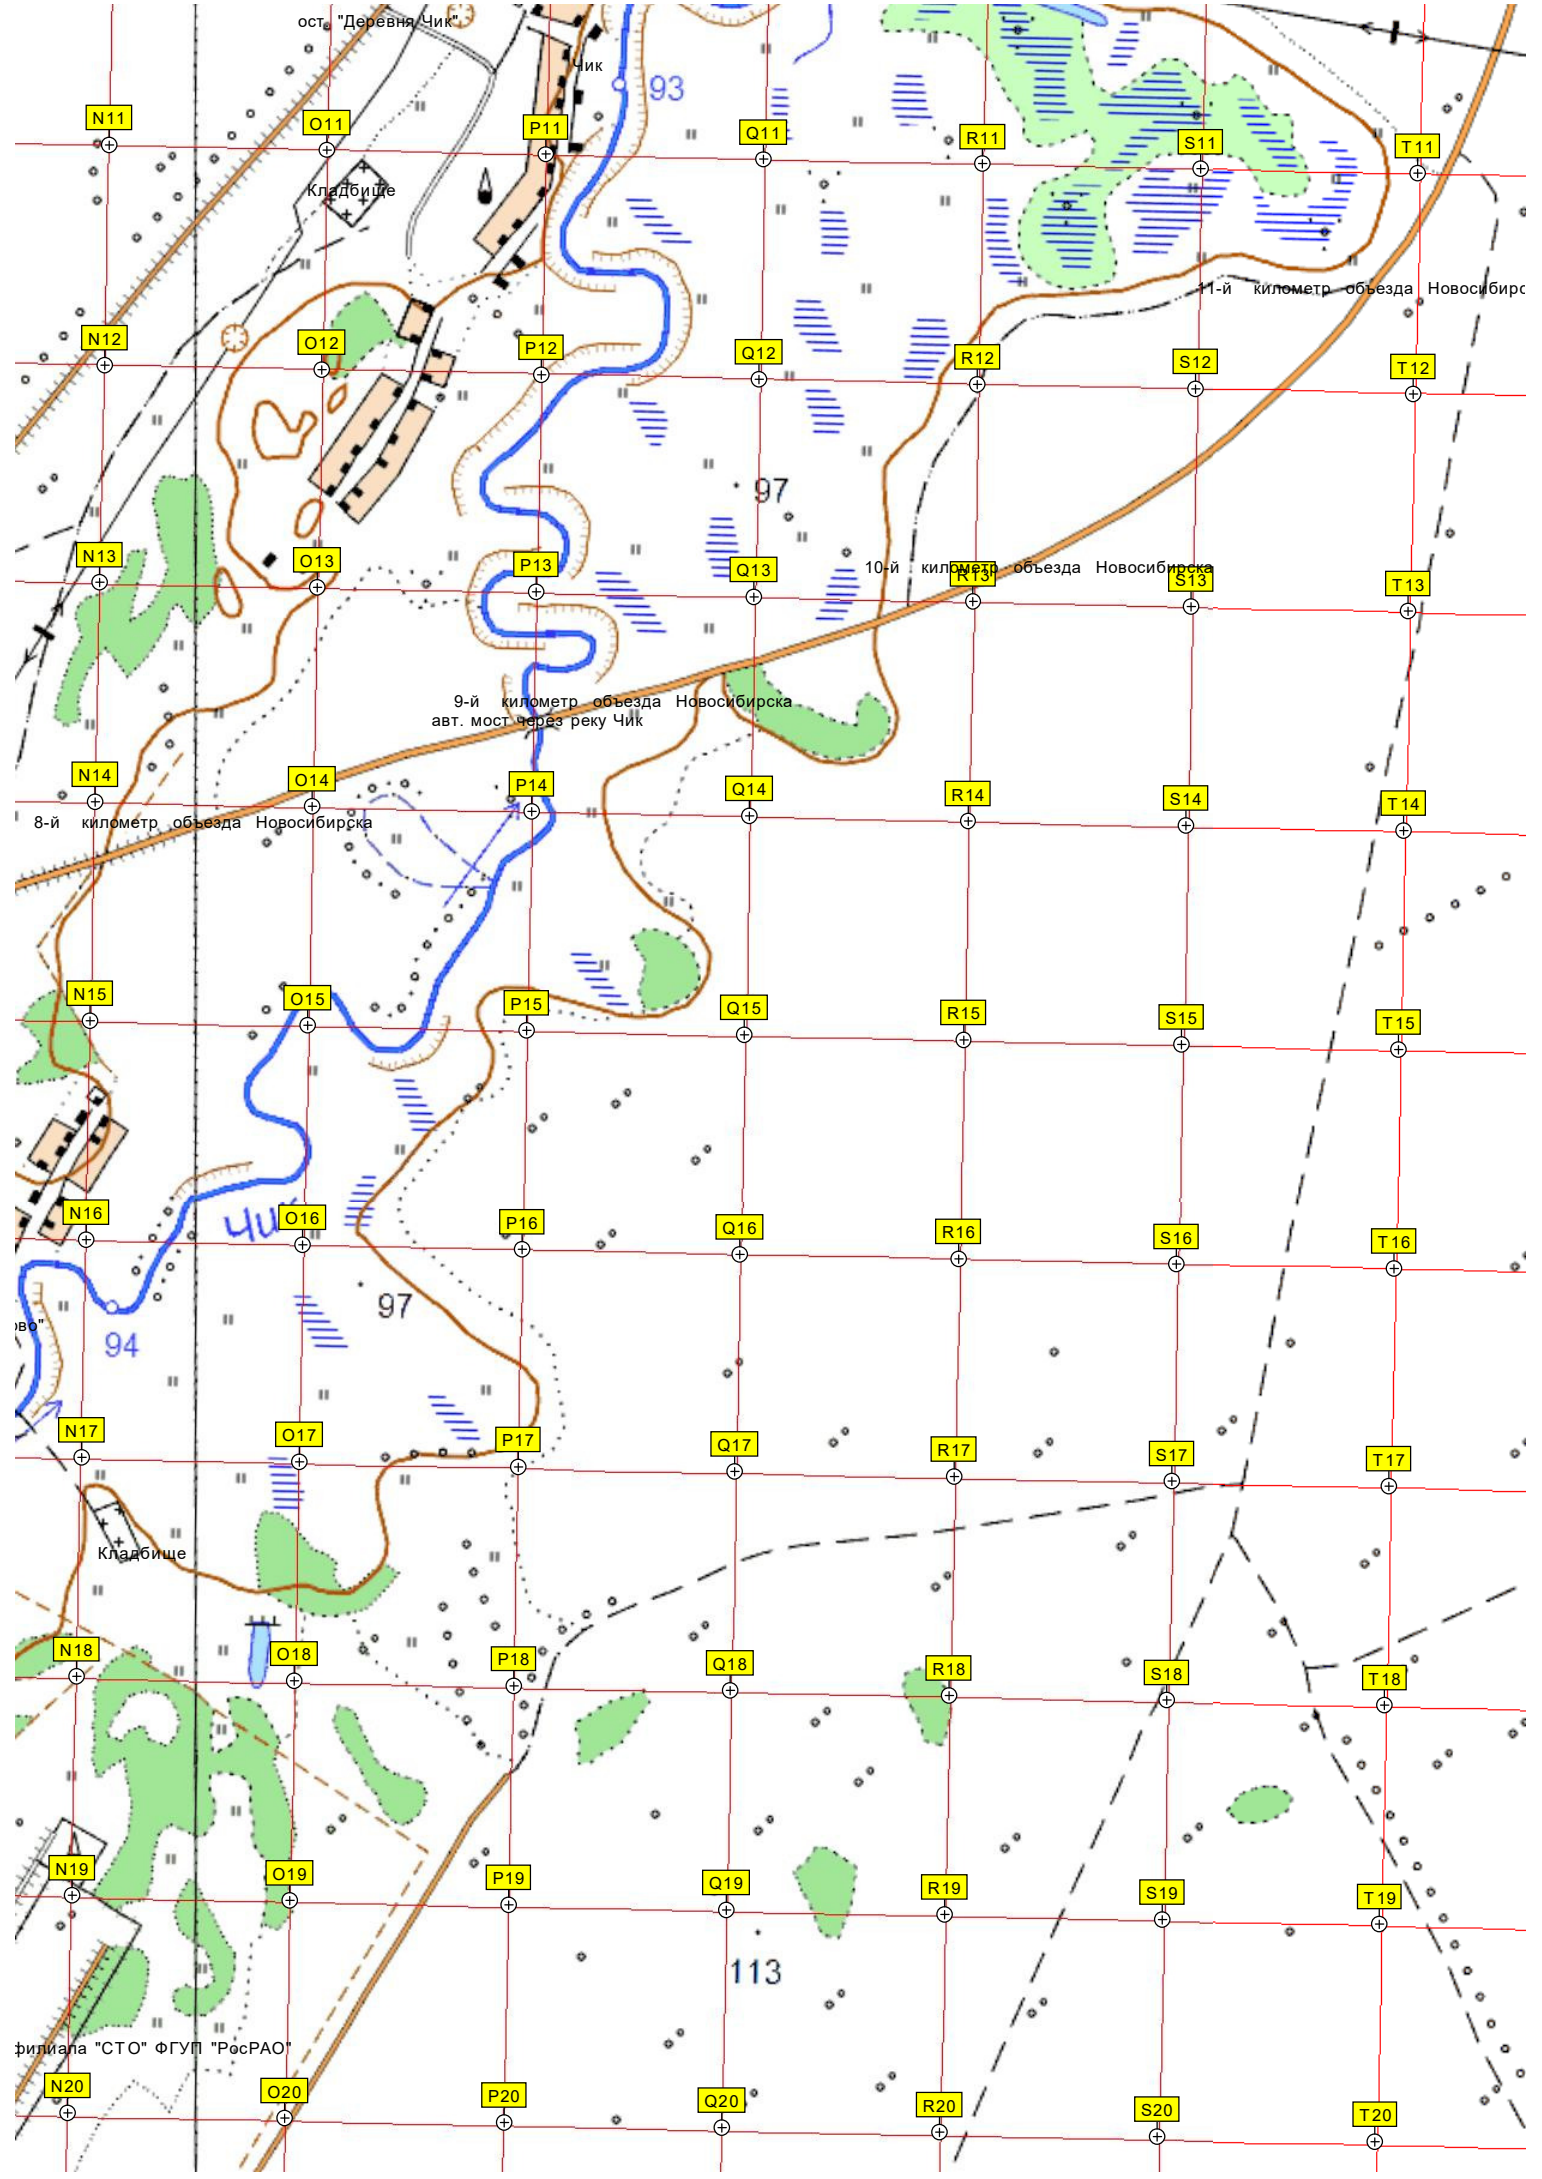 ост. "Деревня Чик"
Чик
93
N11
O11
P11
Q11
R11
S11
T11
Кладбище
11-й километр объезда Новосибирс
N12
O12
P12
Q12
R12
S12
T12
97
N13
O13
P13
Q13
10-й километр объезда Новосибирска
R13
S13
T13
9-й километр объезда Новосибирска
авт. мост через реку Чик
N14
O14
P14
Q14
R14
S14
T14
8-й километр объезда Новосибирска
N15
O15
P15
Q15
R15
S15
T15
N16
Чик
O16
P16
Q16
R16
S16
T16
97
ово"
94
N17
O17
P17
Q17
R17
S17
T17
Кладбище
N18
O18
P18
Q18
R18
S18
T18
N19
O19
P19
Q19
R19
S19
T19
113
филиала "СТО" ФГУП "РосРАО"
N20
O20
P20
Q20
R20
S20
T20